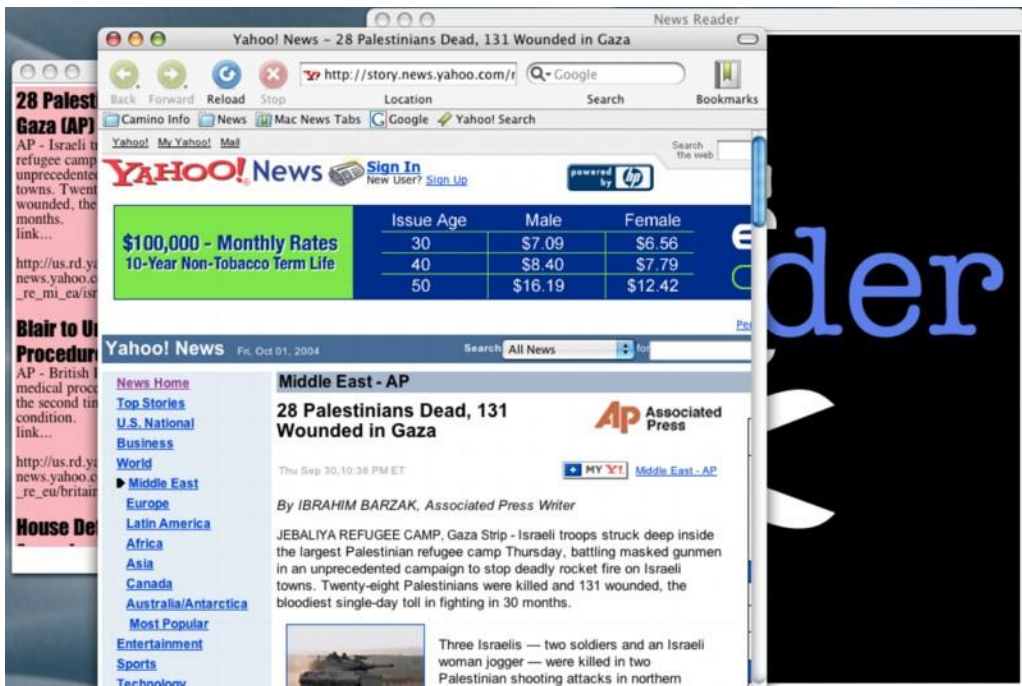 News Reader
28 Palest
Gaza (AP)
AP - Israeli t
refugee camp
unprecedented
towns. Twent
wounded, the
months.
link...
http://us.rd.ya
news.yahoo.c
_re_mi_ea/isr
Blair to U
Procedur
AP - British
medical proce
the second tin
condition.
link...
http://us.rd.ya
news.yahoo.c
_re_eu/britain
House De
Yahoo! News – 28 Palestinians Dead, 131 Wounded in Gaza
http://story.news.yahoo.com/r Google
Back Forward Reload Stop Location Search Bookmarks
Camino Info News Mac News Tabs Google Yahoo! Search
Yahoo! My Yahoo! Mail
Search
the web
YAHOO! News Sign In
New User? Sign Up
powered by hp
$100,000 - Monthly Rates
10-Year Non-Tobacco Term Life
Issue Age Male Female
30 $7.09 $6.56
40 $8.40 $7.79
50 $16.19 $12.42
Yahoo! News Fri, Oct 01, 2004 Search All News for
News Home
Top Stories
U.S. National
Business
World
Middle East
Europe
Latin America
Africa
Asia
Canada
Australia/Antarctica
Most Popular
Entertainment
Sports
Technology
Middle East - AP
28 Palestinians Dead, 131
Wounded in Gaza
AP Associated
Press
Thu Sep 30,10:38 PM ET
MY Y! Middle East - AP
By IBRAHIM BARZAK, Associated Press Writer
JEBALIYA REFUGEE CAMP, Gaza Strip - Israeli troops struck deep inside
the largest Palestinian refugee camp Thursday, battling masked gunmen
in an unprecedented campaign to stop deadly rocket fire on Israeli
towns. Twenty-eight Palestinians were killed and 131 wounded, the
bloodiest single-day toll in fighting in 30 months.
Three Israelis — two soldiers and an Israeli
woman jogger — were killed in two
Palestinian shooting attacks in northern
der